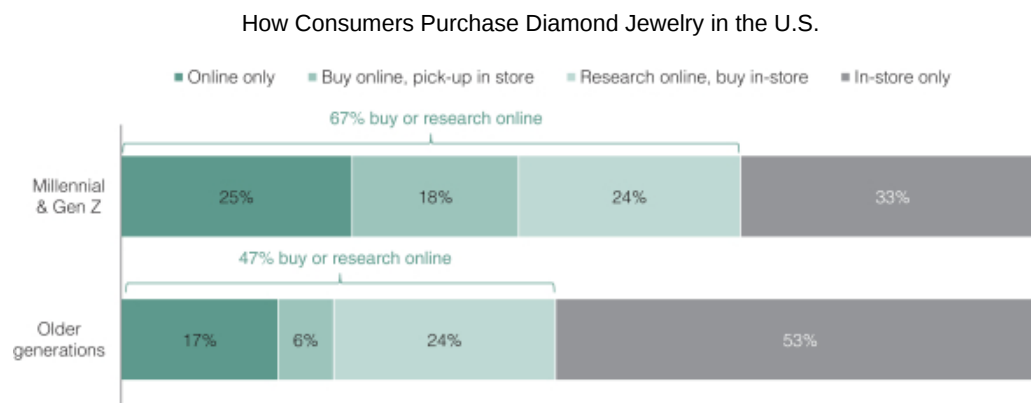 How Consumers Purchase Diamond Jewelry in the U.S.
Online only Buy online, pick-up in store Research online, buy in-store In-store only
67% buy or research online
Millennial
& Gen Z
25% 18% 24% 33%
47% buy or research online
Older
generations
17% 6% 24% 53%